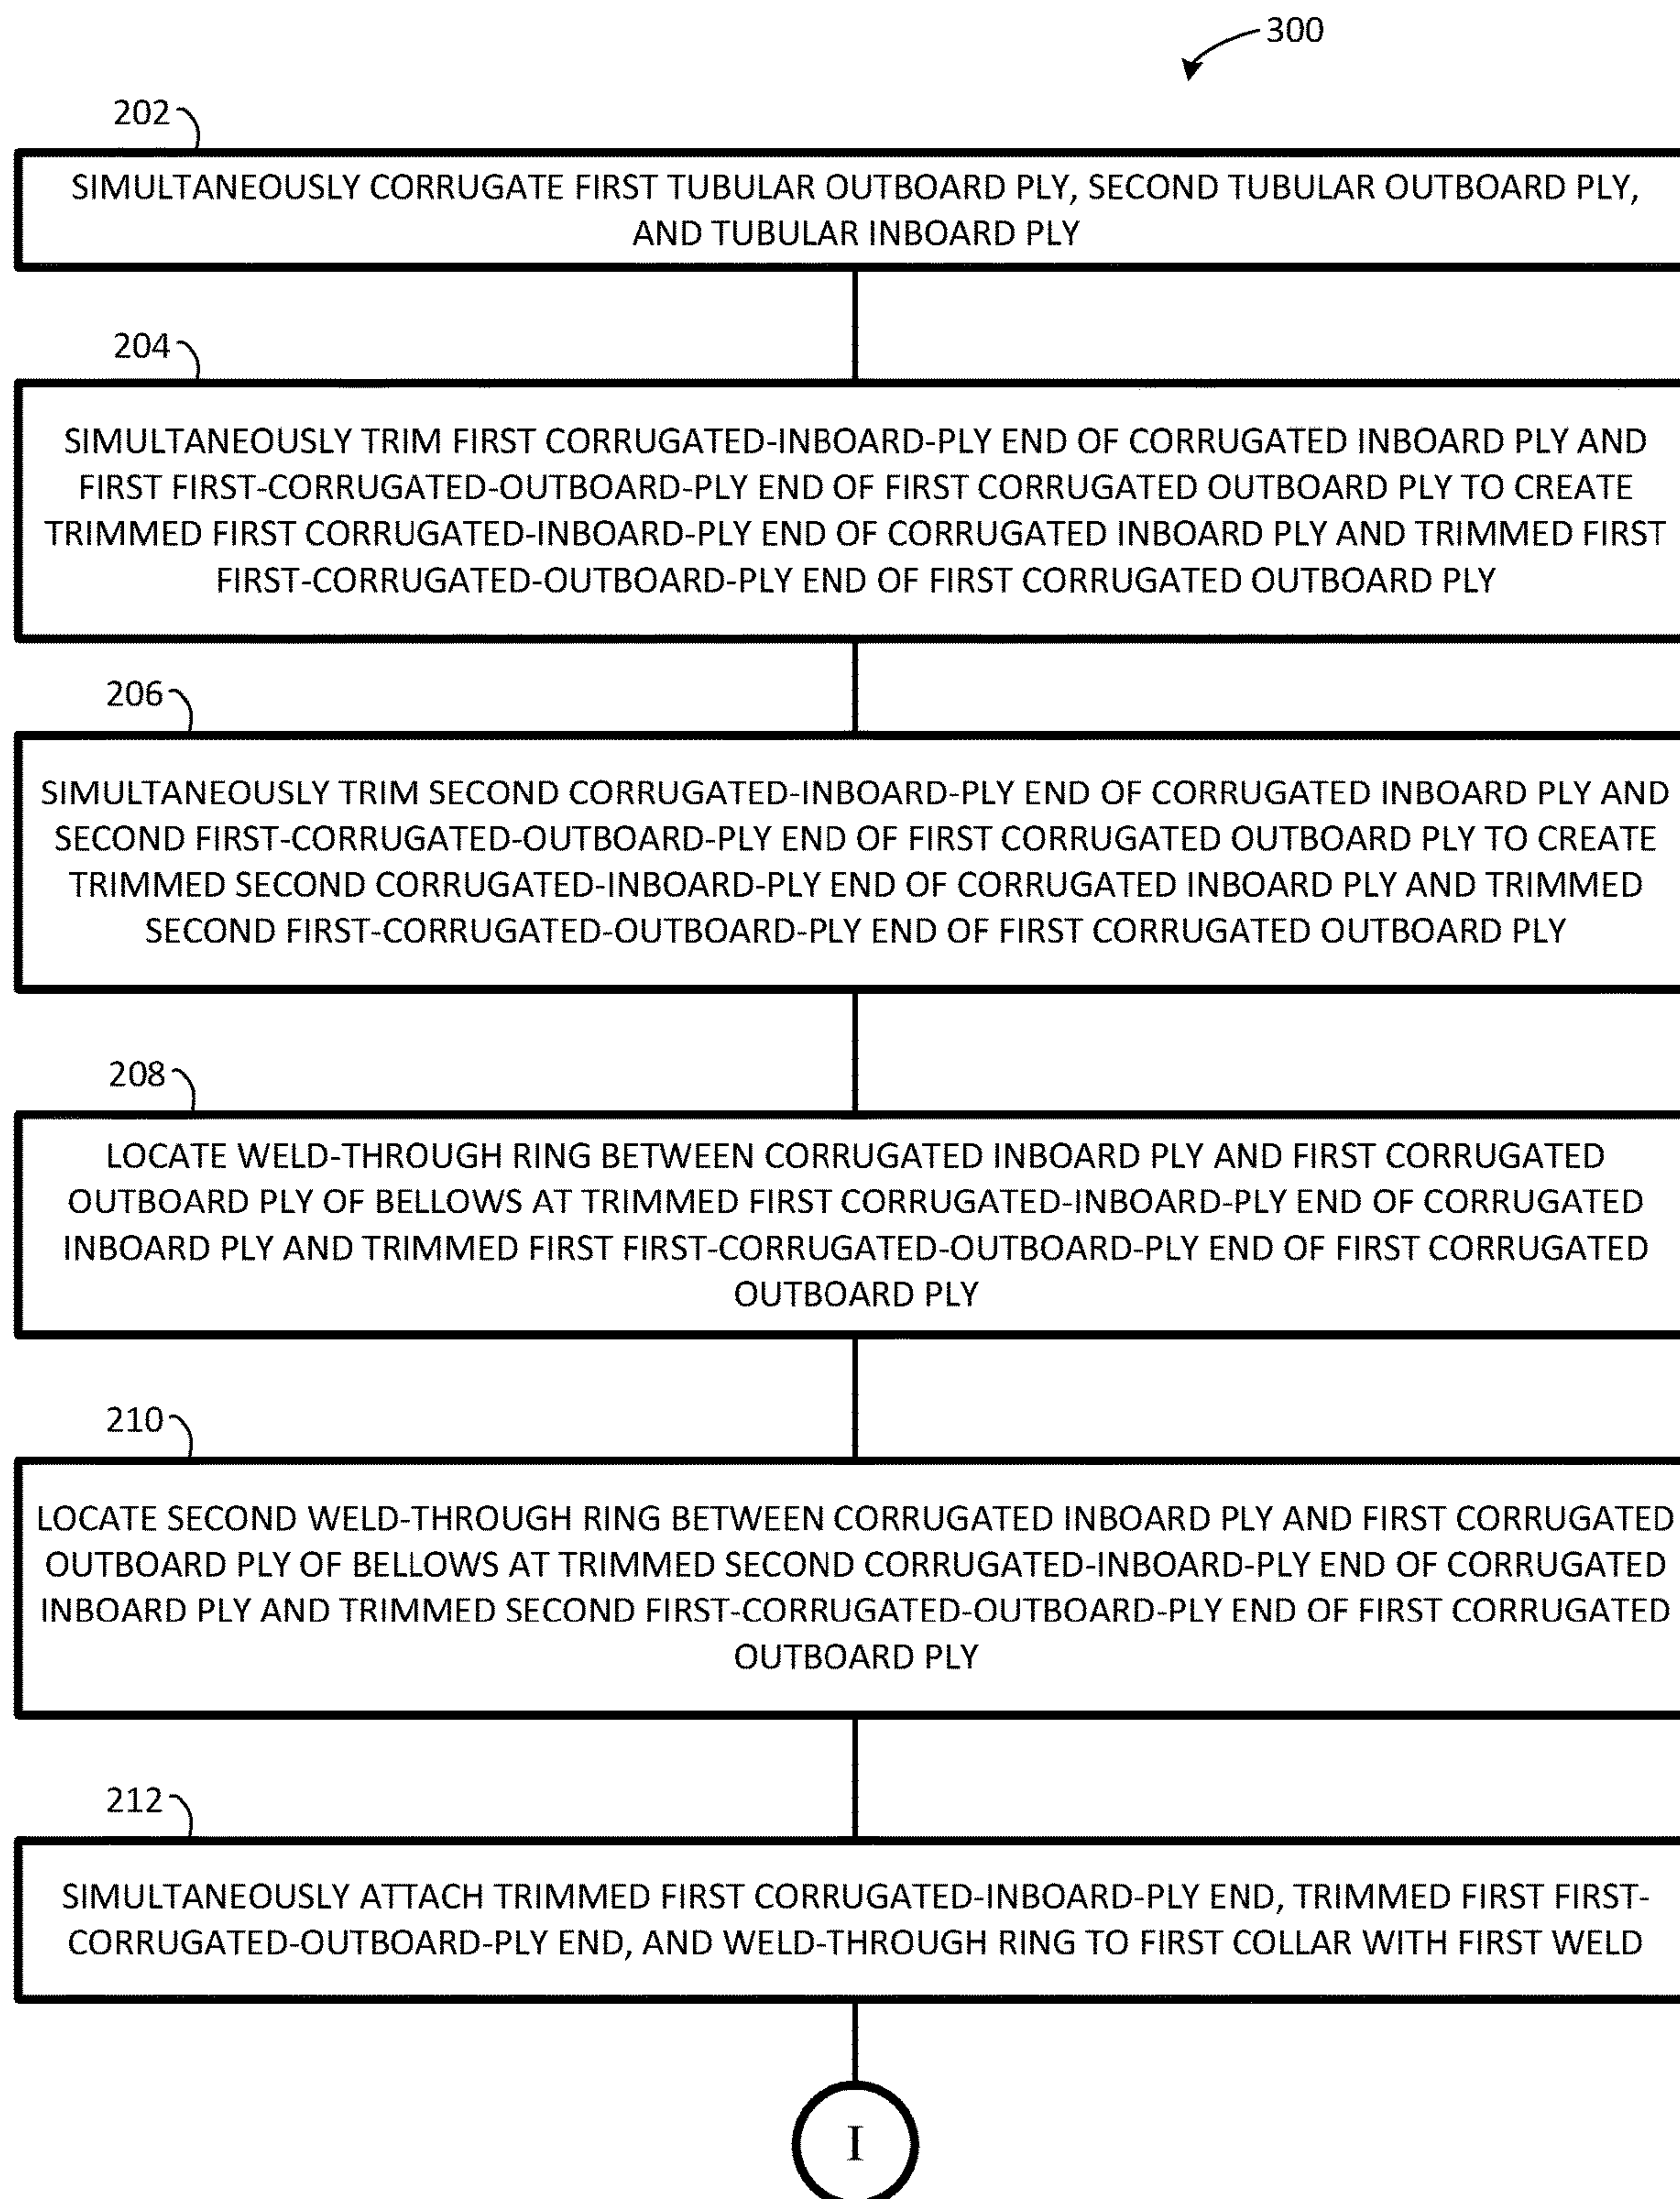 300
202
SIMULTANEOUSLY CORRUGATE FIRST TUBULAR OUTBOARD PLY, SECOND TUBULAR OUTBOARD PLY,
AND TUBULAR INBOARD PLY
204
SIMULTANEOUSLY TRIM FIRST CORRUGATED-INBOARD-PLY END OF CORRUGATED INBOARD PLY AND
FIRST FIRST-CORRUGATED-OUTBOARD-PLY END OF FIRST CORRUGATED OUTBOARD PLY TO CREATE
TRIMMED FIRST CORRUGATED-INBOARD-PLY END OF CORRUGATED INBOARD PLY AND TRIMMED FIRST
FIRST-CORRUGATED-OUTBOARD-PLY END OF FIRST CORRUGATED OUTBOARD PLY
206
SIMULTANEOUSLY TRIM SECOND CORRUGATED-INBOARD-PLY END OF CORRUGATED INBOARD PLY AND
SECOND FIRST-CORRUGATED-OUTBOARD-PLY END OF FIRST CORRUGATED OUTBOARD PLY TO CREATE
TRIMMED SECOND CORRUGATED-INBOARD-PLY END OF CORRUGATED INBOARD PLY AND TRIMMED
SECOND FIRST-CORRUGATED-OUTBOARD-PLY END OF FIRST CORRUGATED OUTBOARD PLY
208
LOCATE WELD-THROUGH RING BETWEEN CORRUGATED INBOARD PLY AND FIRST CORRUGATED
OUTBOARD PLY OF BELLOWS AT TRIMMED FIRST CORRUGATED-INBOARD-PLY END OF CORRUGATED
INBOARD PLY AND TRIMMED FIRST FIRST-CORRUGATED-OUTBOARD-PLY END OF FIRST CORRUGATED
OUTBOARD PLY
210
LOCATE SECOND WELD-THROUGH RING BETWEEN CORRUGATED INBOARD PLY AND FIRST CORRUGATED
OUTBOARD PLY OF BELLOWS AT TRIMMED SECOND CORRUGATED-INBOARD-PLY END OF CORRUGATED
INBOARD PLY AND TRIMMED SECOND FIRST-CORRUGATED-OUTBOARD-PLY END OF FIRST CORRUGATED
OUTBOARD PLY
212
SIMULTANEOUSLY ATTACH TRIMMED FIRST CORRUGATED-INBOARD-PLY END, TRIMMED FIRST FIRST-
CORRUGATED-OUTBOARD-PLY END, AND WELD-THROUGH RING TO FIRST COLLAR WITH FIRST WELD
I